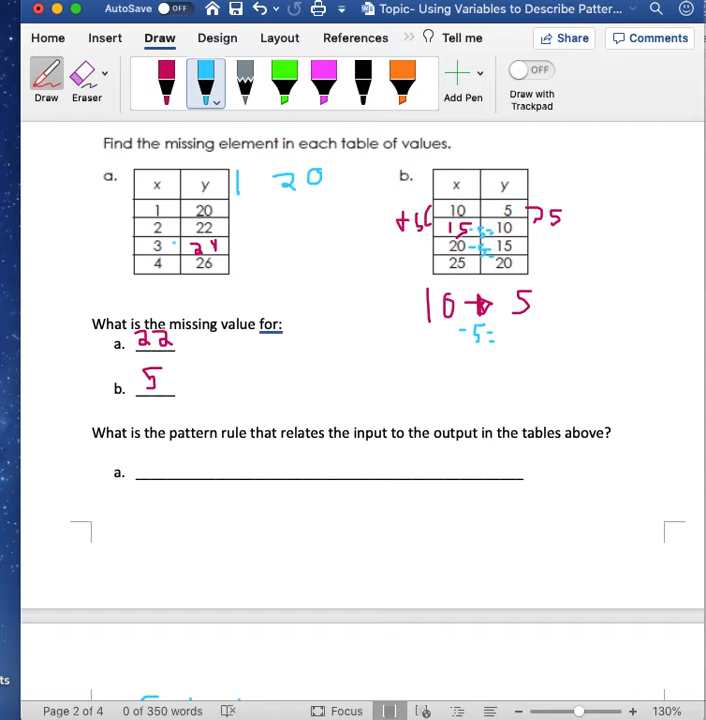 AutoSave OFF Topic- Using Variables to Describe Patter...
Home Insert Draw Design Layout References >> Tell me Share Comments
OFF
Draw Eraser Add Pen Draw with
Trackpad
Find the missing element in each table of values.
a. 1 20 b.
x y x y
1 20 +5( 10 5 5
2 22 15 -5= 10
3 24 20 -5= 15
4 26 25 20
10 → 5
-5=
What is the missing value for:
a. 22
b. 5
What is the pattern rule that relates the input to the output in the tables above?
a. 
ts
Page 2 of 4 0 of 350 words Focus 130%